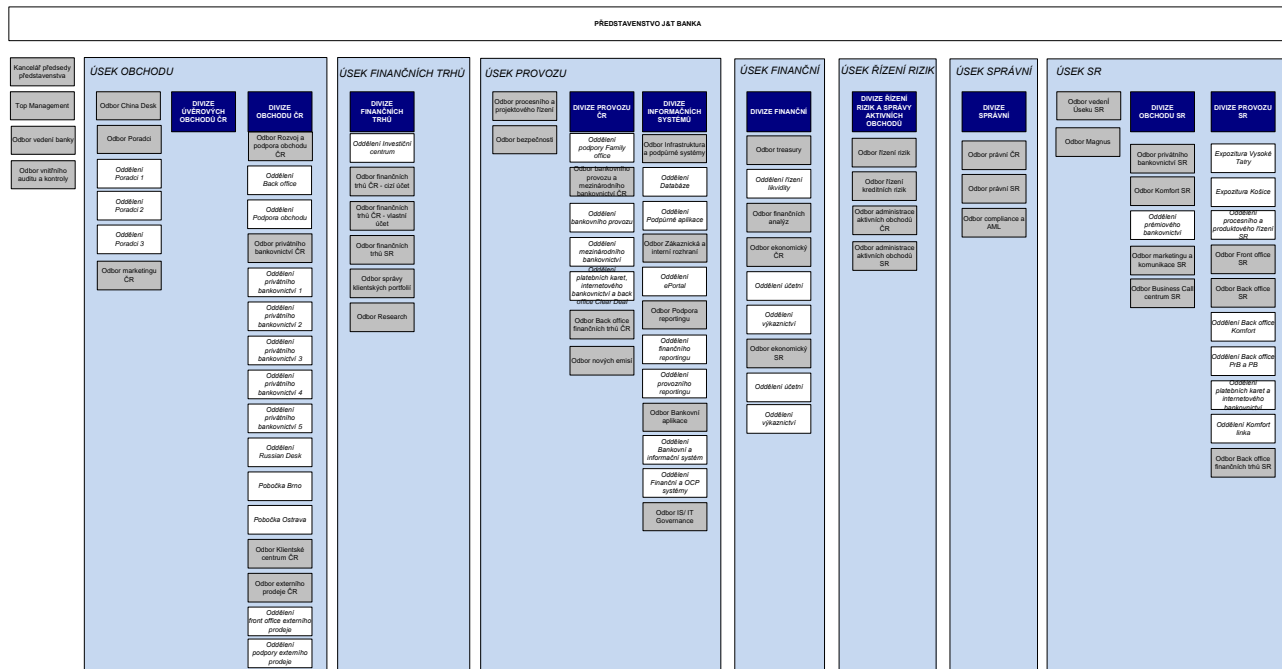 PŘEDSTAVENSTVO J&T BANKA
Kancelář předsedy
představenstva
Top Management
Odbor vedení banky
Odbor vnitřního
auditu a kontroly
ÚSEK OBCHODU
Odbor China Desk
Odbor Poradci
Oddělení
Poradci 1
Oddělení
Poradci 2
Oddělení
Poradci 3
Odbor marketingu
ČR
DIVIZE
ÚVĚROVÝCH
OBCHODŮ ČR
DIVIZE
OBCHODU ČR
Odbor Rozvoj a
podpora obchodu
ČR
Oddělení
Back office
Oddělení
Podpora obchodu
Odbor privátního
bankovnictví ČR
Oddělení
privátního
bankovnictví 1
Oddělení
privátního
bankovnictví 2
Oddělení
privátního
bankovnictví 3
Oddělení
privátního
bankovnictví 4
Oddělení
privátního
bankovnictví 5
Oddělení
Russian Desk
Pobočka Brno
Pobočka Ostrava
Odbor Klientské
centrum ČR
Odbor externího
prodeje ČR
Oddělení
front office externího
prodeje
Oddělení
podpory externího
prodeje
ÚSEK FINANČNÍCH TRHŮ
DIVIZE
FINANČNÍCH
TRHŮ
Oddělení Investiční
centrum
Odbor finančních
trhů ČR - cizí účet
Odbor finančních
trhů ČR - vlastní
účet
Odbor finančních
trhů SR
Odbor správy
klientských portfolií
Odbor Research
ÚSEK PROVOZU
Odbor procesního a
projektového řízení
Odbor bezpečnosti
DIVIZE PROVOZU
ČR
Oddělení
podpory Family
office
Odbor bankovního
provozu a
mezinárodního
bankovnictví ČR
Oddělení
bankovního provozu
Oddělení
mezinárodního
bankovnictví
Oddělení
platebních karet,
internetového
bankovnictví a back
office Clear Deal
Odbor Back office
finančních trhů ČR
Odbor nových emisí
DIVIZE
INFORMAČNÍCH
SYSTÉMŮ
Odbor Infrastruktura
a podpůrné systémy
Oddělení
Databáze
Oddělení
Podpůrné aplikace
Odbor Zákaznická a
interní rozhraní
Oddělení
ePortal
Odbor Podpora
reportingu
Oddělení
finančního
reportingu
Oddělení
provozního
reportingu
Odbor Bankovní
aplikace
Oddělení
Bankovní a
informační systém
Oddělení
Finanční a OCP
systémy
Odbor IS/ IT
Governance
ÚSEK FINANČNÍ
DIVIZE FINANČNÍ
Odbor treasury
Oddělení řízení
likvidity
Odbor finančních
analýz
Odbor ekonomický
ČR
Oddělení účetní
Oddělení
výkaznictví
Odbor ekonomický
SR
Oddělení účetní
Oddělení
výkaznictví
ÚSEK ŘÍZENÍ RIZIK
DIVIZE ŘÍZENÍ
RIZIK A SPRÁVY
AKTIVNÍCH
OBCHODŮ
Odbor řízení rizik
Odbor řízení
kreditních rizik
Odbor administrace
aktivních obchodů ČR
Odbor administrace
aktivních obchodů
SR
ÚSEK SPRÁVNÍ
DIVIZE
SPRÁVNÍ
Odbor právní ČR
Odbor právní SR
Odbor compliance a
AML
ÚSEK SR
Odbor vedení
Úseku SR
Odbor Magnus
DIVIZE
OBCHODU SR
Odbor privátního
bankovnictví SR
Odbor Komfort SR
Oddělení
prémiového
bankovnictví
Odbor marketingu a
komunikace SR
Odbor Business Call
centrum SR
DIVIZE PROVOZU
SR
Expozitura Vysoké
Tatry
Expozitura Košice
Oddělení
procesního a
produktového řízení
SR
Odbor Front office
SR
Odbor Back office
SR
Oddělení Back office
Komfort
Oddělení Back office
PrB a PB
Oddělení
platebních karet a
internetového
bankovnictví
Oddělení Komfort
linka
Odbor Back office
finančních trhů SR